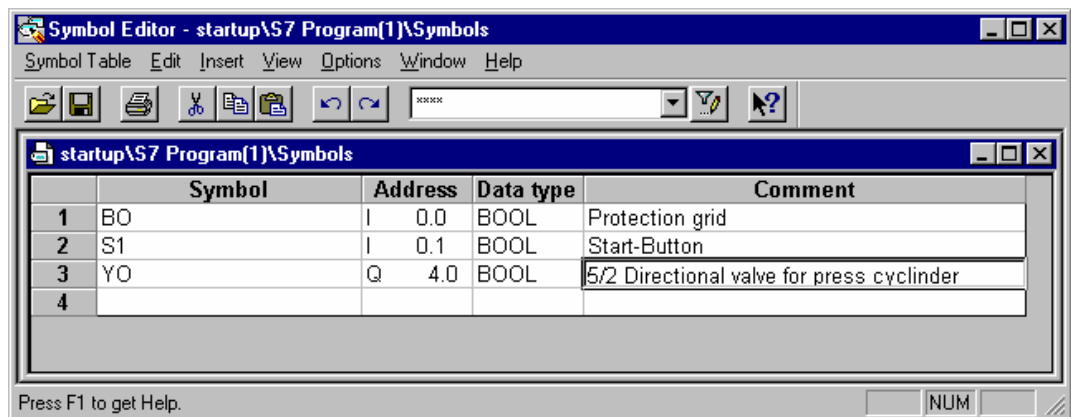 Symbol Editor - startup\S7 Program(1)\Symbols
Symbol Table Edit Insert View Options Window Help
****
startup\S7 Program(1)\Symbols
Symbol Address Data type Comment
1 BO I 0.0 BOOL Protection grid
2 S1 I 0.1 BOOL Start-Button
3 YO Q 4.0 BOOL 5/2 Directional valve for press cyclinder
4
Press F1 to get Help. NUM